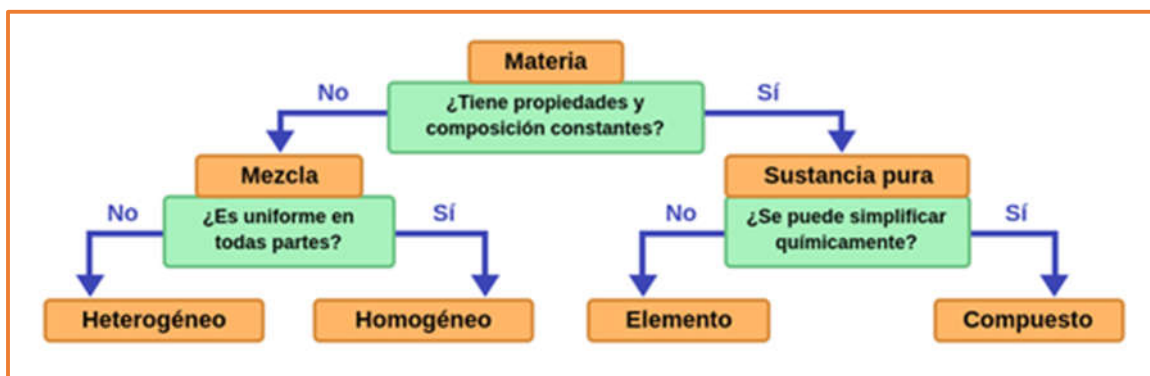 Materia
No
¿Tiene propiedades y
composición constantes?
Sí
Mezcla
Sustancia pura
No
¿Es uniforme en
todas partes?
Sí
No
¿Se puede simplificar
químicamente?
Sí
Heterogéneo
Homogéneo
Elemento
Compuesto